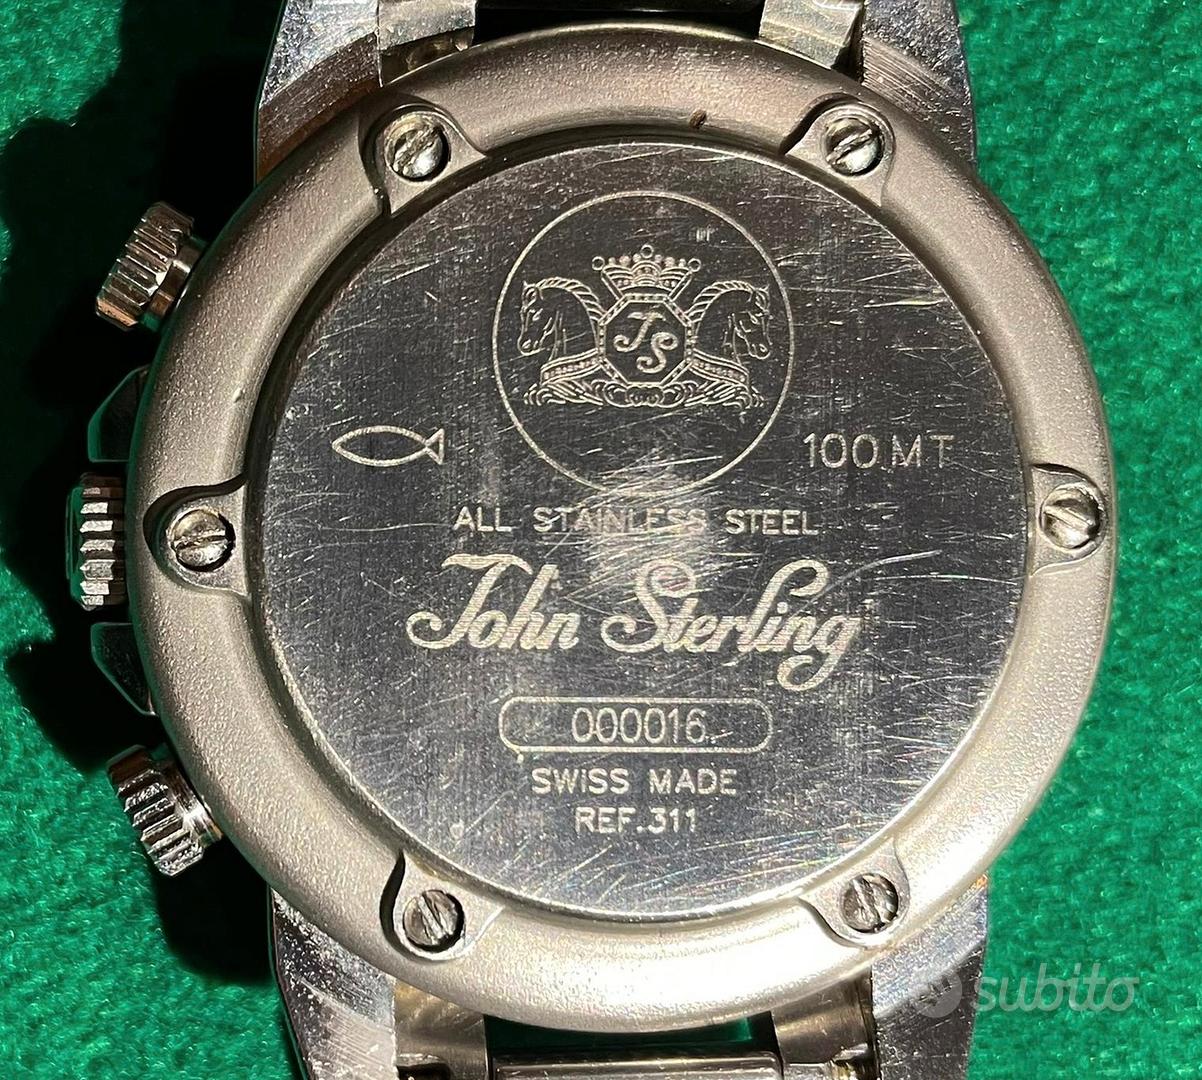 JS
100 MT
ALL STAINLESS STEEL
John Sterling
000016
SWISS MADE
REF.311
subito